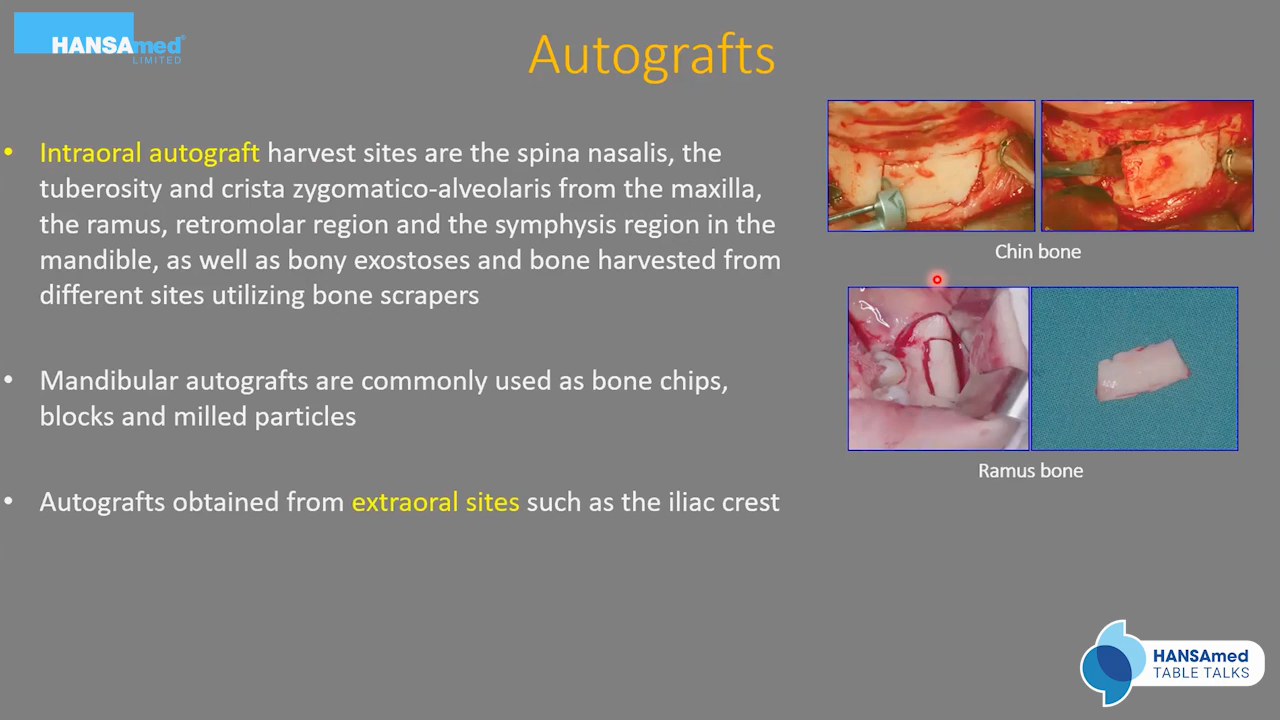 HANSAmed®
LIMITED
Autografts
• Intraoral autograft harvest sites are the spina nasalis, the
tuberosity and crista zygomatico-alveolaris from the maxilla,
the ramus, retromolar region and the symphysis region in the
mandible, as well as bony exostoses and bone harvested from
different sites utilizing bone scrapers
• Mandibular autografts are commonly used as bone chips,
blocks and milled particles
• Autografts obtained from extraoral sites such as the iliac crest
Chin bone
Ramus bone
HANSAmed
TABLE TALKS